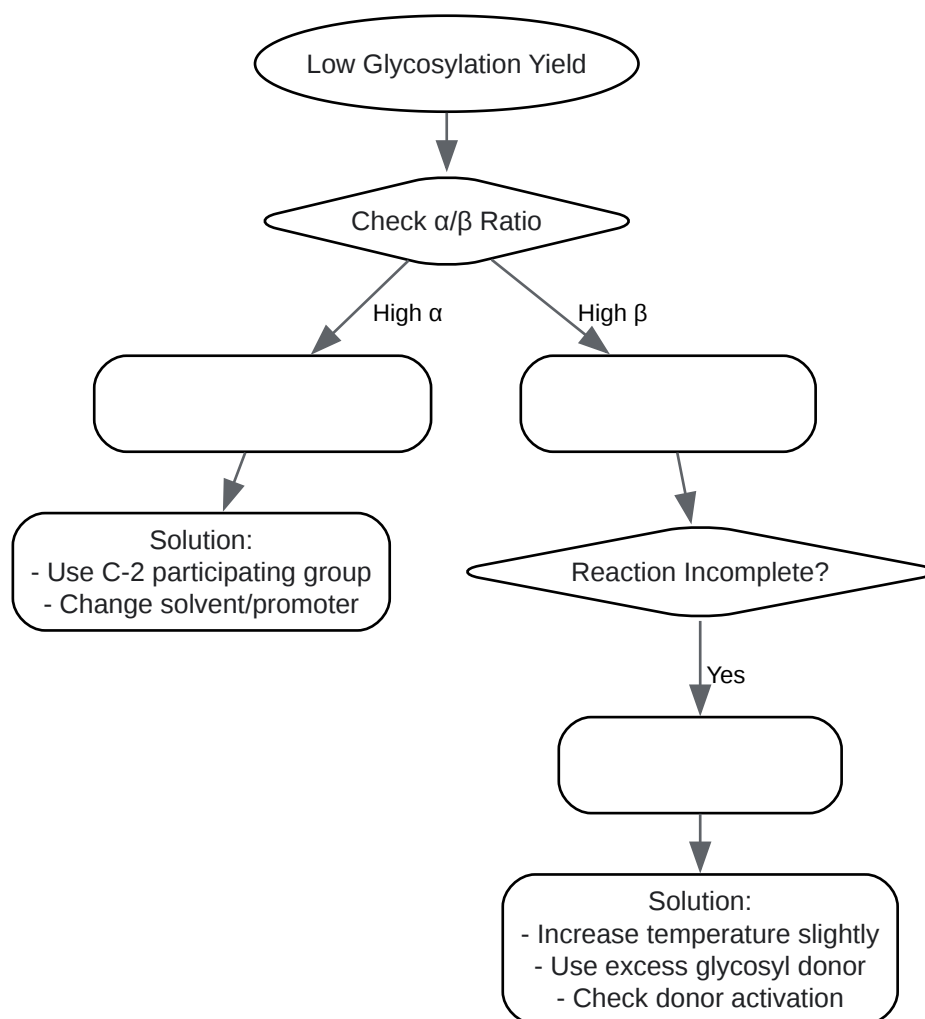 Low Glycosylation Yield
Check α/β Ratio
High α
High β
Solution:
- Use C-2 participating group
- Change solvent/promoter
Reaction Incomplete?
Yes
Solution:
- Increase temperature slightly
- Use excess glycosyl donor
- Check donor activation